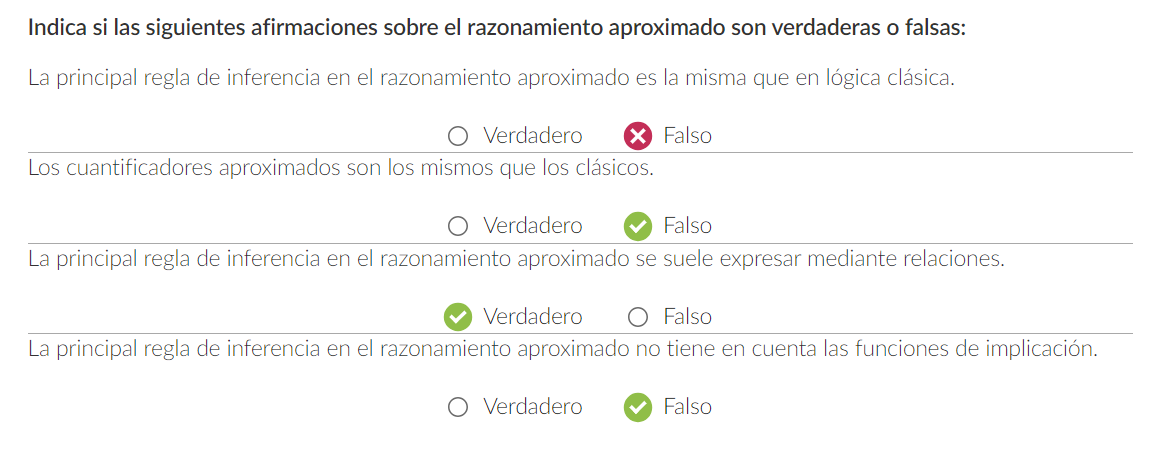 Indica si las siguientes afirmaciones sobre el razonamiento aproximado son verdaderas o falsas:
La principal regla de inferencia en el razonamiento aproximado es la misma que en lógica clásica.
Verdadero Falso
Los cuantificadores aproximados son los mismos que los clásicos.
Verdadero Falso
La principal regla de inferencia en el razonamiento aproximado se suele expresar mediante relaciones.
Verdadero Falso
La principal regla de inferencia en el razonamiento aproximado no tiene en cuenta las funciones de implicación.
Verdadero Falso